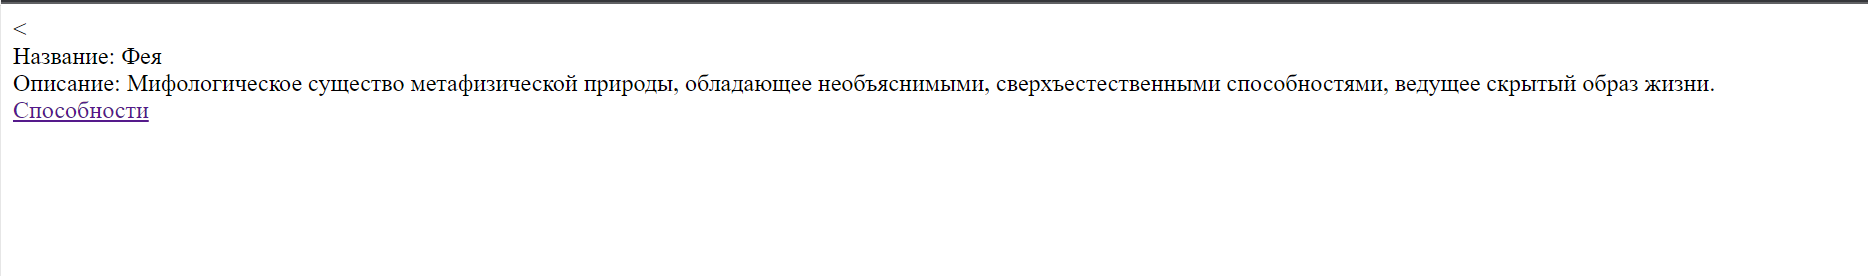 <
Название: Фея
Описание: Мифологическое существо метафизической природы, обладающее необъяснимыми, сверхъестественными способностями, ведущее скрытый образ жизни.
Способности